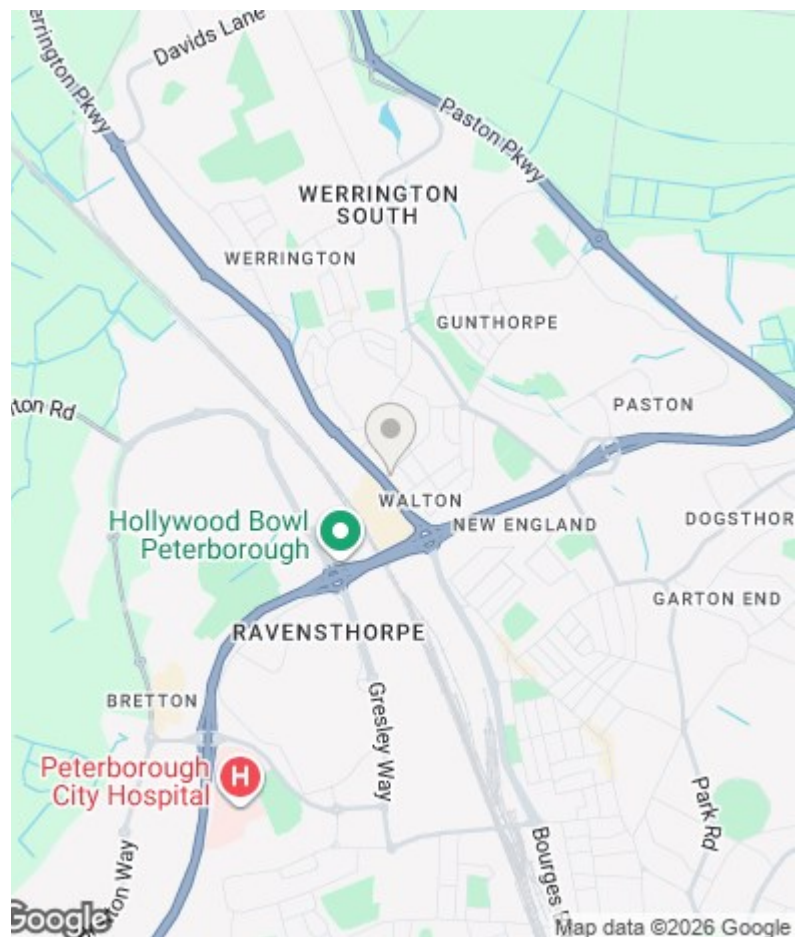 Davids Lane
errington Pkwy
Paston Pkwy
WERRINGTON
SOUTH
WERRINGTON
GUNTHORPE
ton Rd
PASTON
WALTON
Hollywood Bowl
Peterborough
NEW ENGLAND
DOGSTHOR
GARTON END
RAVENSTHORPE
BRETTON
Gresley Way
Peterborough
City Hospital
H
Park Rd
Bourges
Way
Google
Map data ©2026 Google